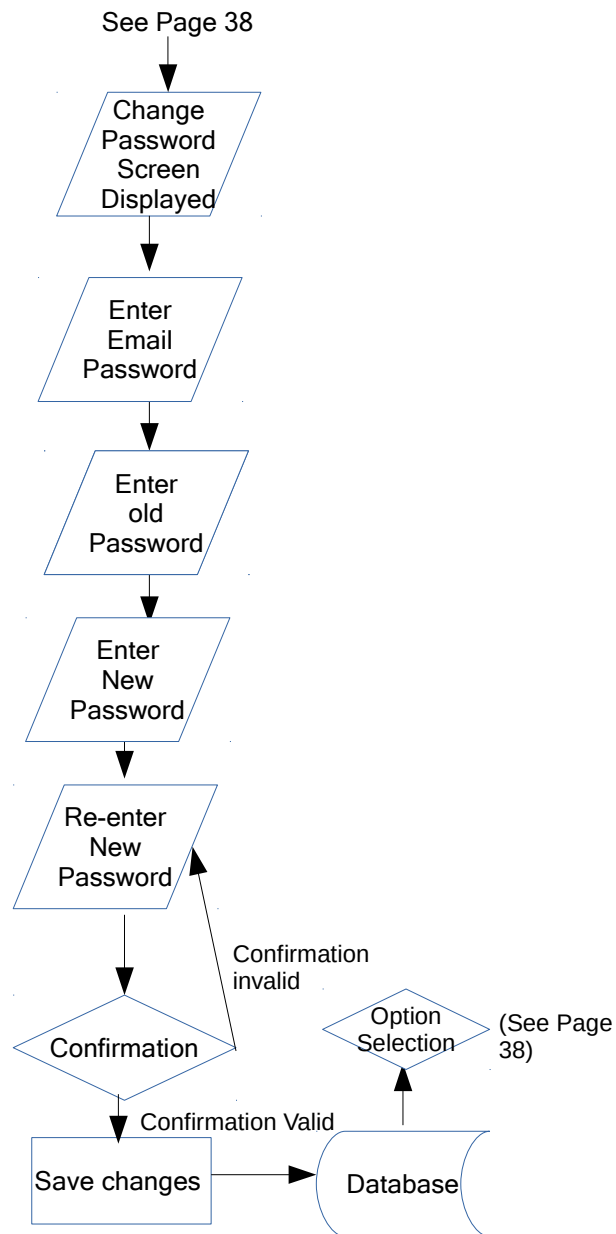 See Page 38
Change
Password
Screen
Displayed
Enter
Email
Password
Enter
old
Password
Enter
New
Password
Re-enter
New
Password
Confirmation
invalid
Confirmation
Option
Selection
(See Page
38)
Confirmation Valid
Save changes
Database